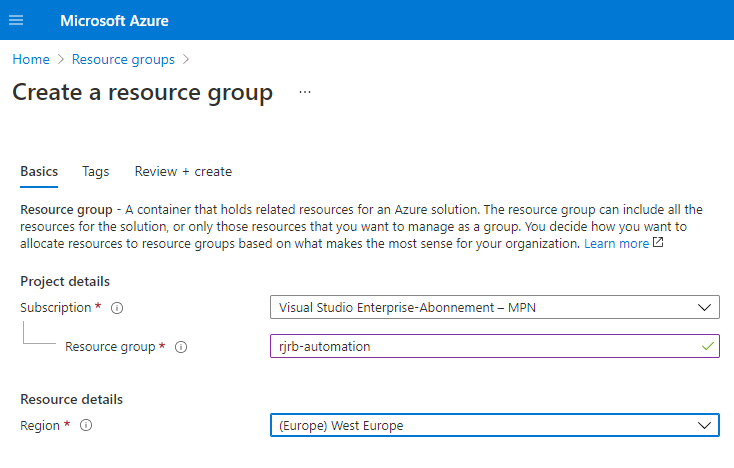 Microsoft Azure
Home > Resource groups >
Create a resource group ...
Basics Tags Review + create
Resource group - A container that holds related resources for an Azure solution. The resource group can include all the
resources for the solution, or only those resources that you want to manage as a group. You decide how you want to
allocate resources to resource groups based on what makes the most sense for your organization. Learn more
Project details
Subscription * Visual Studio Enterprise-Abonnement – MPN
Resource group * rjrb-automation
Resource details
Region * (Europe) West Europe